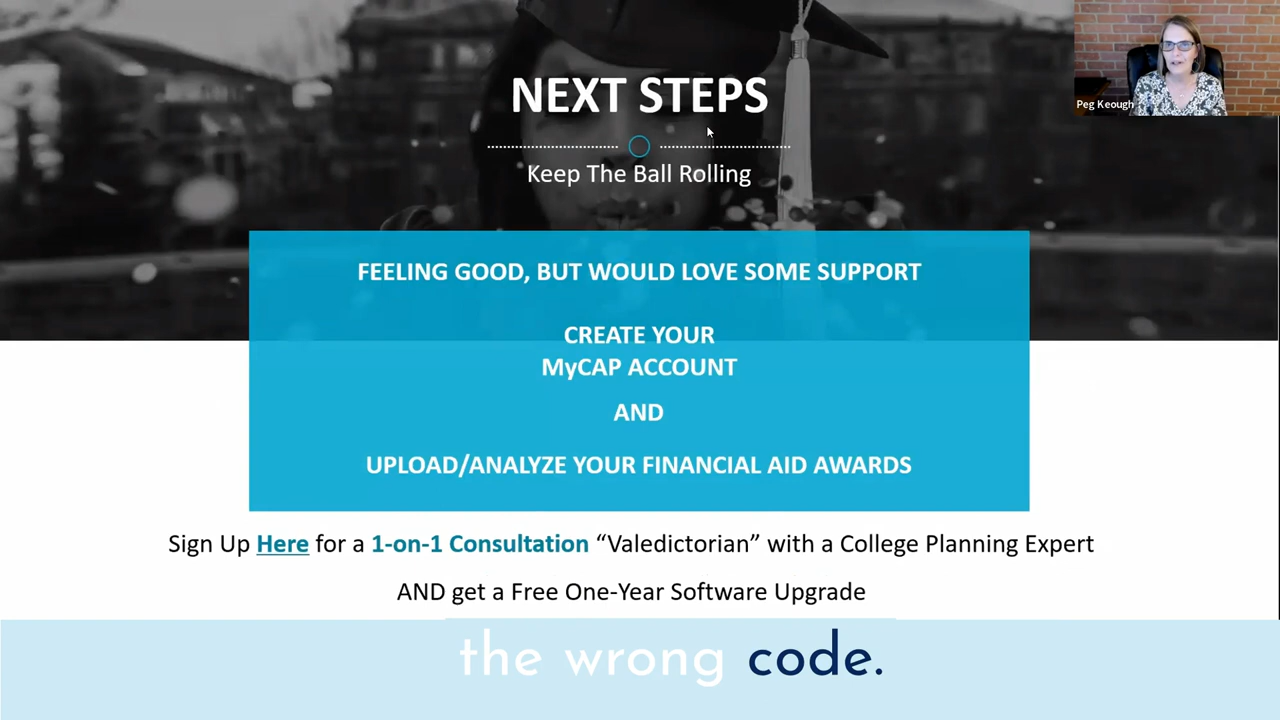 NEXT STEPS
Peg Keough
Keep The Ball Rolling
FEELING GOOD, BUT WOULD LOVE SOME SUPPORT
CREATE YOUR
MyCAP ACCOUNT
AND
UPLOAD/ANALYZE YOUR FINANCIAL AID AWARDS
Sign Up Here for a 1-on-1 Consultation “Valedictorian” with a College Planning Expert
AND get a Free One-Year Software Upgrade
the wrong code.